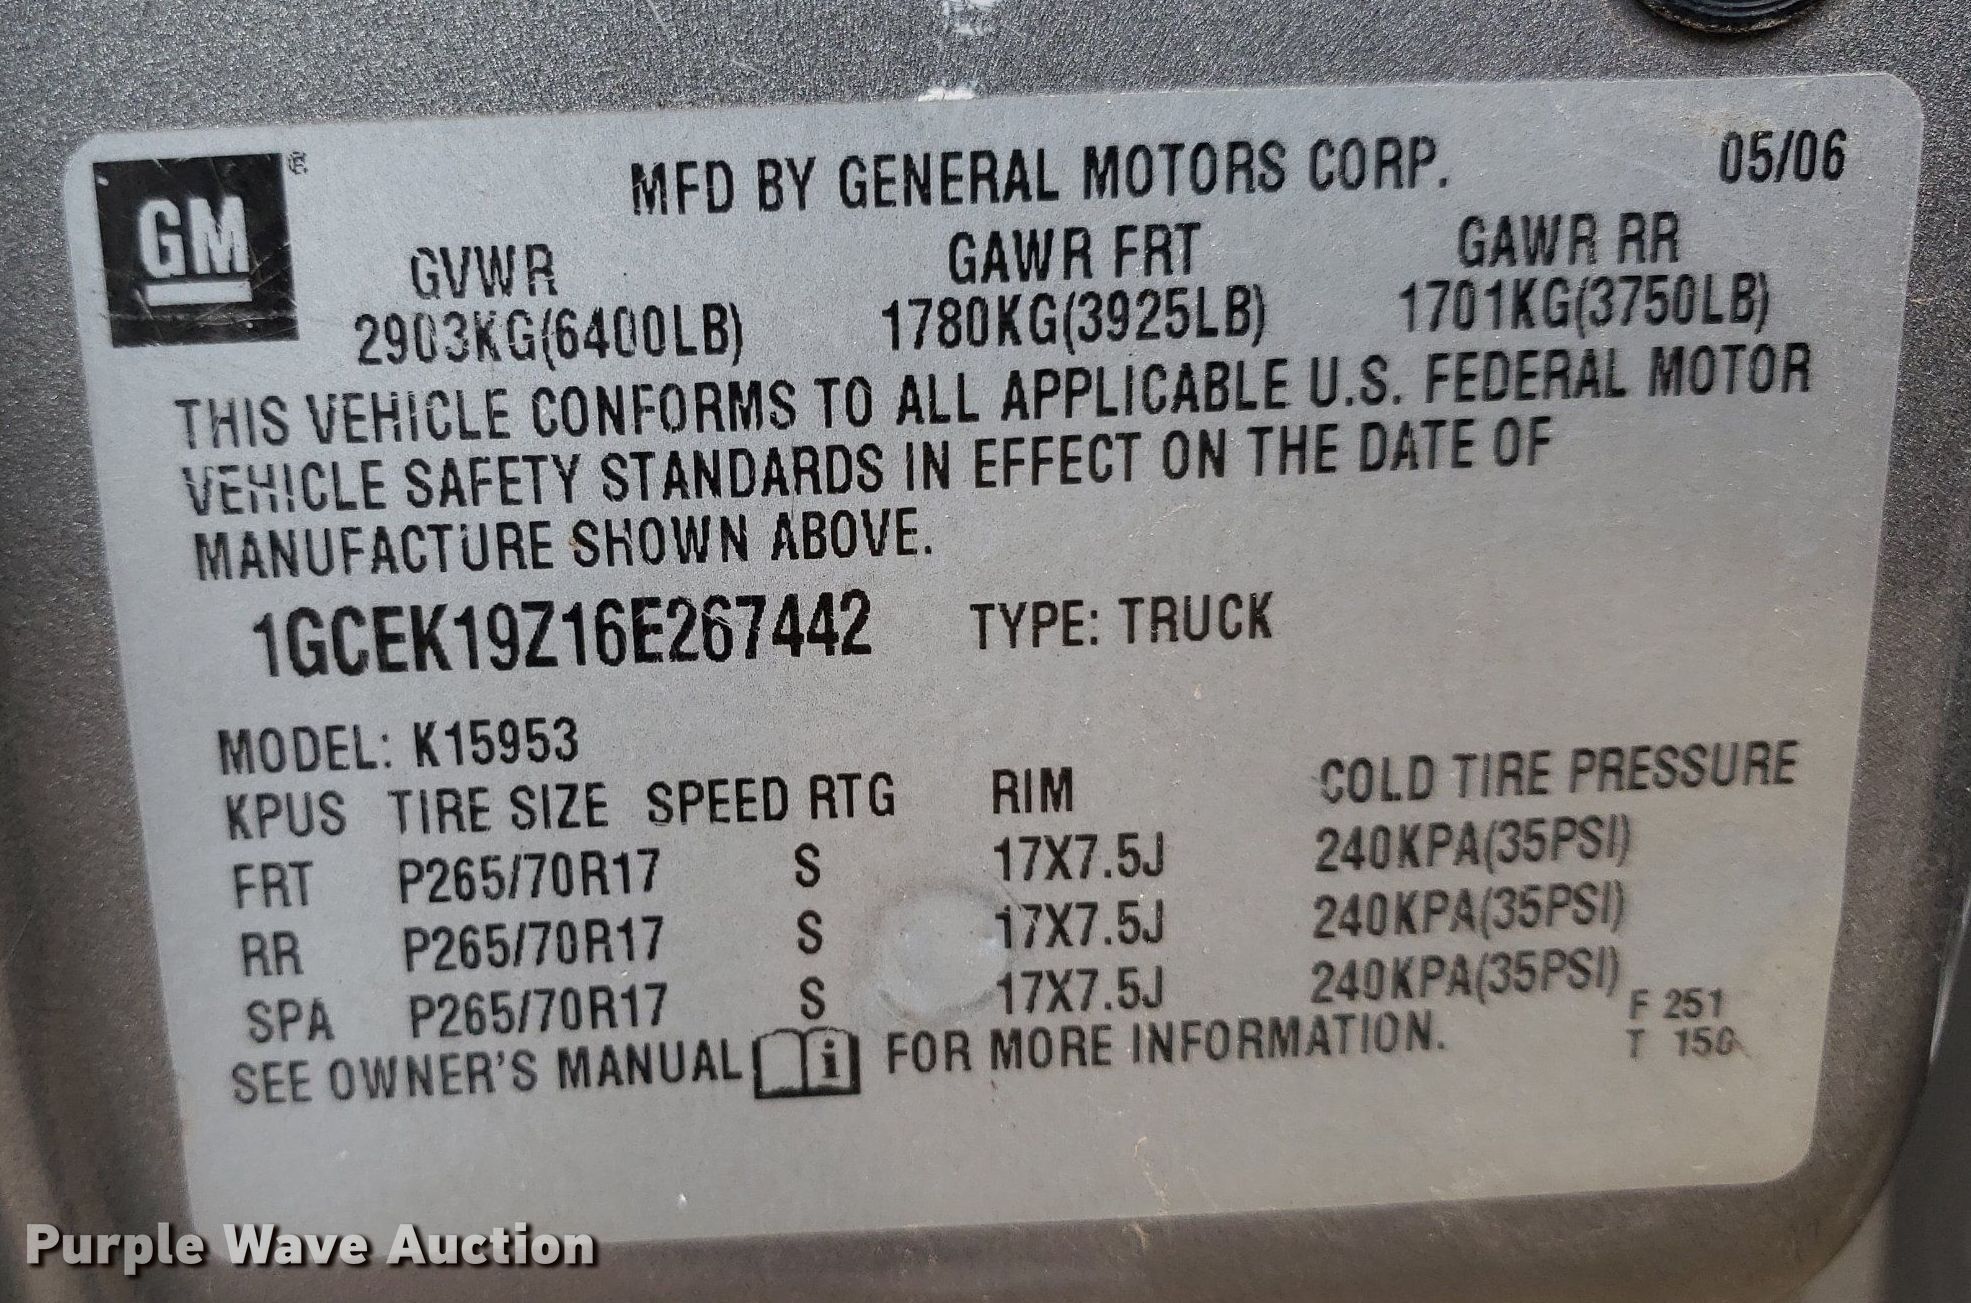 GM
®
MFD BY GENERAL MOTORS CORP. 05/06
GVWR GAWR FRT GAWR RR
2903KG(6400LB) 1780KG(3925LB) 1701KG(3750LB)
THIS VEHICLE CONFORMS TO ALL APPLICABLE U.S. FEDERAL MOTOR
VEHICLE SAFETY STANDARDS IN EFFECT ON THE DATE OF
MANUFACTURE SHOWN ABOVE.
1GCEK19Z16E267442 TYPE: TRUCK
MODEL: K15953
KPUS TIRE SIZE SPEED RTG RIM COLD TIRE PRESSURE
FRT P265/70R17 S 17X7.5J 240KPA(35PSI)
RR P265/70R17 S 17X7.5J 240KPA(35PSI)
SPA P265/70R17 S 17X7.5J 240KPA(35PSI)
F 251
SEE OWNER'S MANUAL i FOR MORE INFORMATION. T
Purple Wave Auction